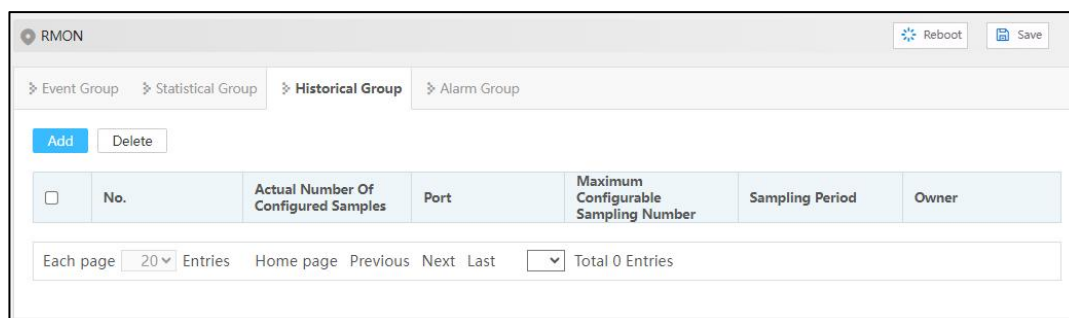 RMON Reboot Save
Event Group Statistical Group Historical Group Alarm Group
Add Delete
No. Actual Number Of Configured Samples Port Maximum Configurable Sampling Number Sampling Period Owner
Each page 20 Entries Home page Previous Next Last Total 0 Entries